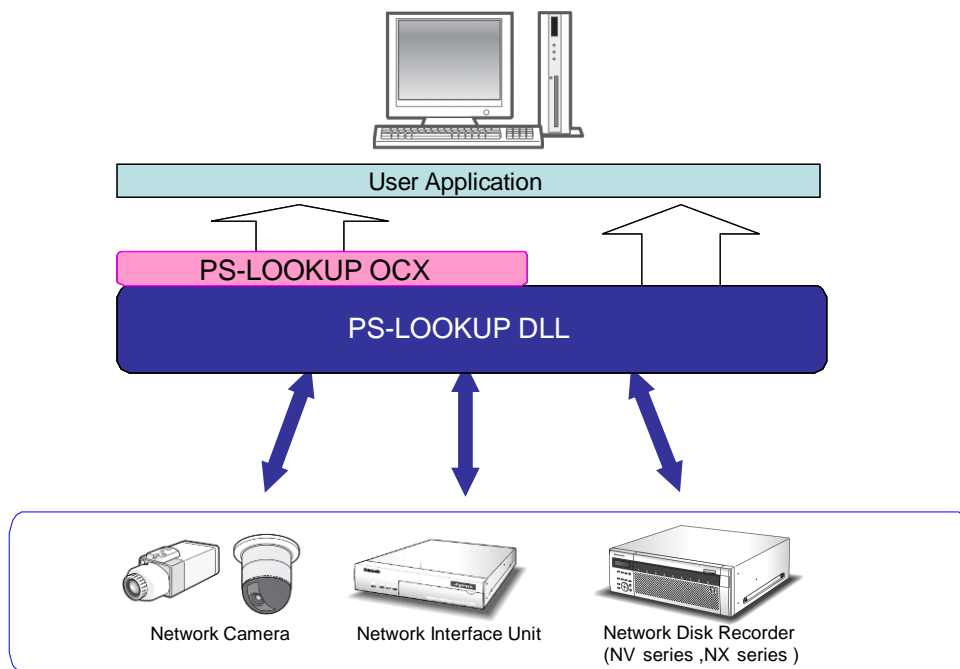 User Application
PS-LOOKUP OCX
PS-LOOKUP DLL
Network Camera
Network Interface Unit
Network Disk Recorder
(NV series ,NX series )